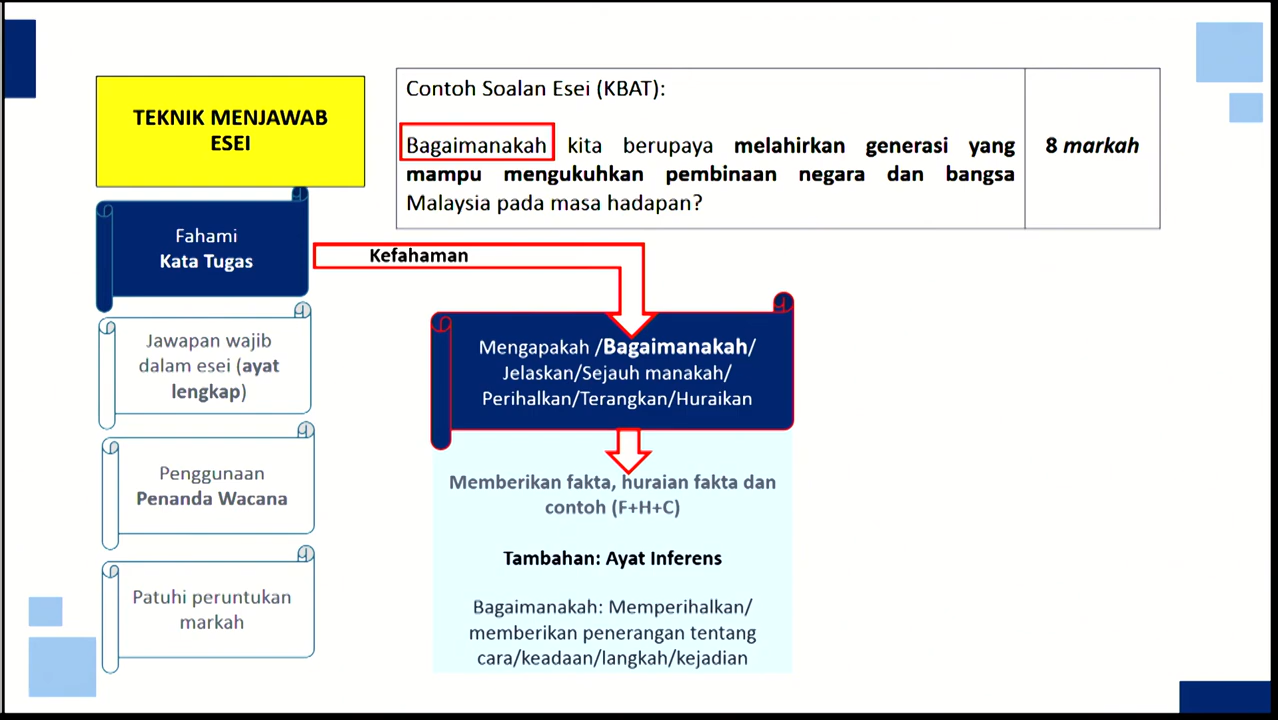 TEKNIK MENJAWAB
ESEI
Contoh Soalan Esei (KBAT):
Bagaimanakah kita berupaya melahirkan generasi yang
mampu mengukuhkan pembinaan negara dan bangsa
Malaysia pada masa hadapan?
8 markah
Fahami
Kata Tugas
Kefahaman
Jawapan wajib
dalam esei (ayat
lengkap)
Penggunaan
Penanda Wacana
Patuhi peruntukan
markah
Mengapakah /Bagaimanakah/
Jelaskan/Sejauh manakah/
Perihalkan/Terangkan/Huraikan
Memberikan fakta, huraian fakta dan
contoh (F+H+C)
Tambahan: Ayat Inferens
Bagaimanakah: Memperihalkan/
memberikan penerangan tentang
cara/keadaan/langkah/kejadian